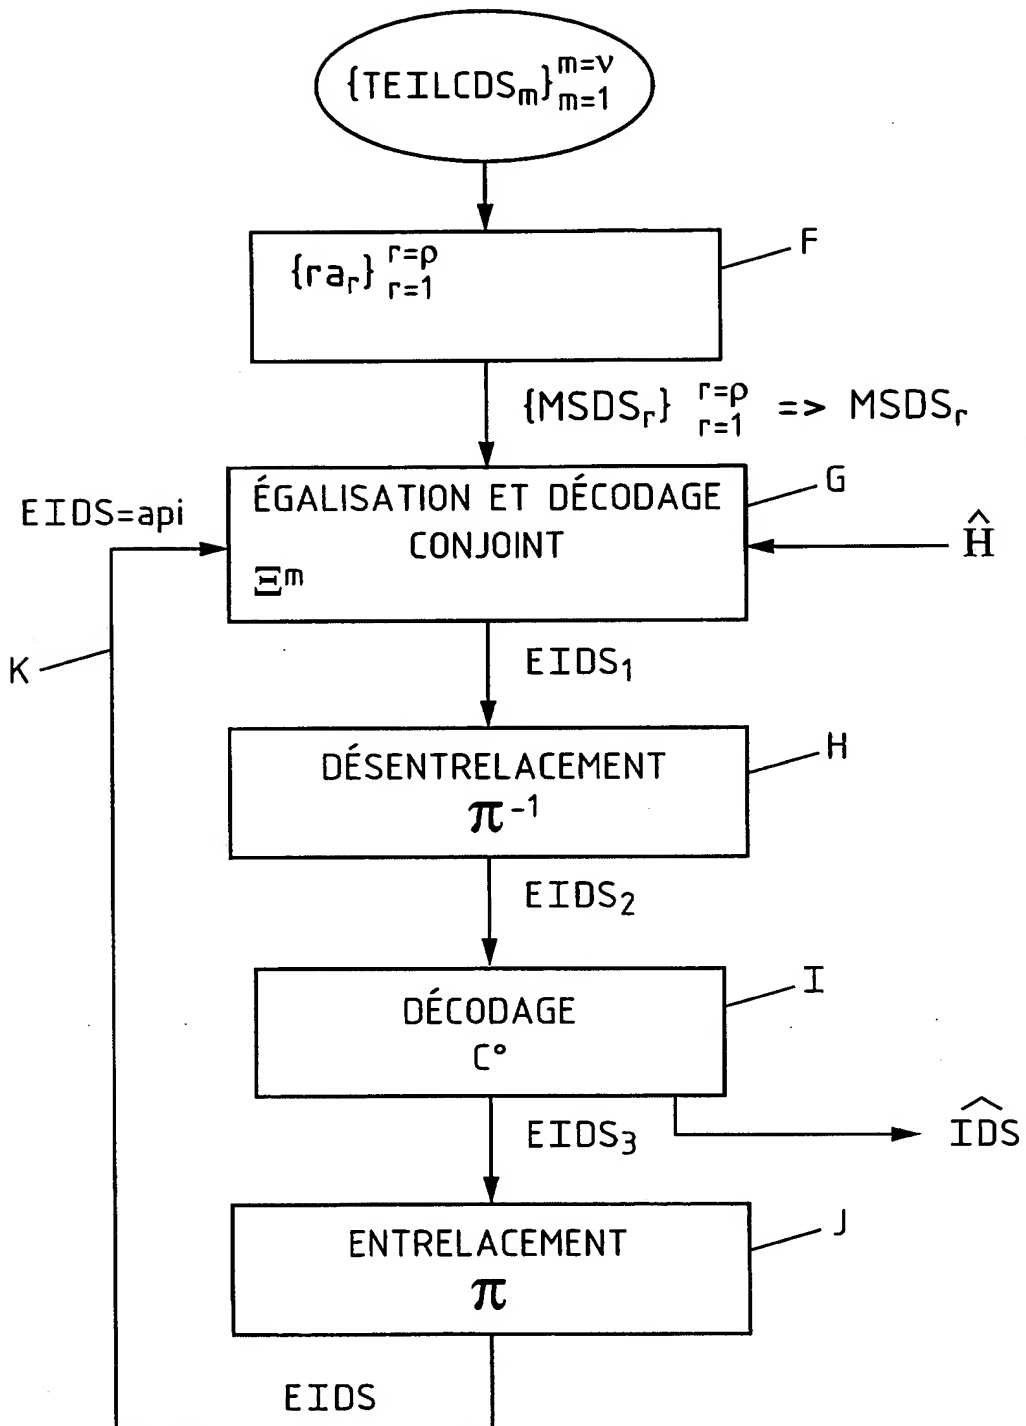 {TEILCDSₘ} m=ν m=1
F
{raᵣ} r=ρ r=1
{MSDSᵣ} r=ρ r=1 => MSDSᵣ
G
EIDS=api
ÉGALISATION ET DÉCODAGE
CONJOINT
Ξᵐ
Ĥ
K
EIDS₁
H
DÉSENTRELACEMENT
π⁻¹
EIDS₂
I
DÉCODAGE
C°
EIDS₃
I͡DS
J
ENTRELACEMENT
π
EIDS